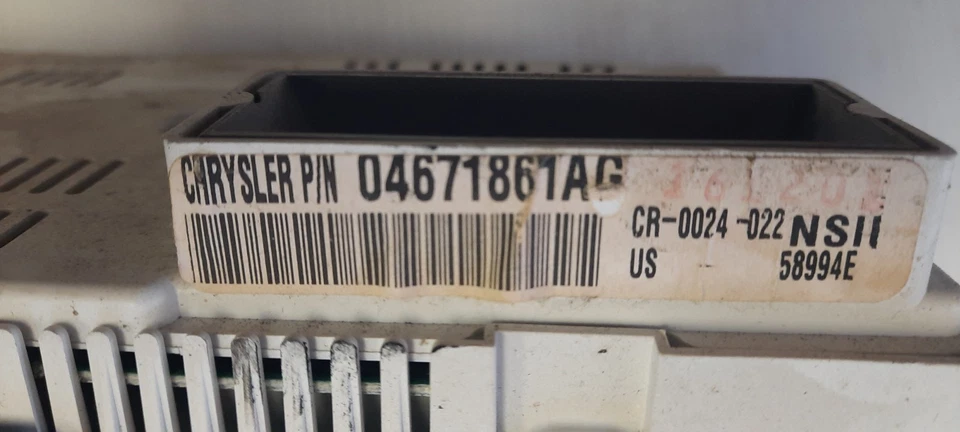 CHRYSLER P/N 04671861AG
CR-0024-022 NSII
US 58994E